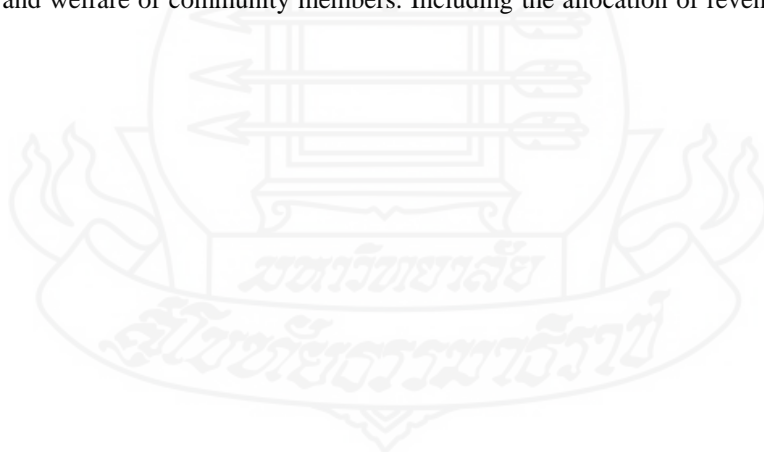 and welfare of community members. Including the allocation of reven
มหาวิทยาลัย
สุโขทัยธรรมาธิราช